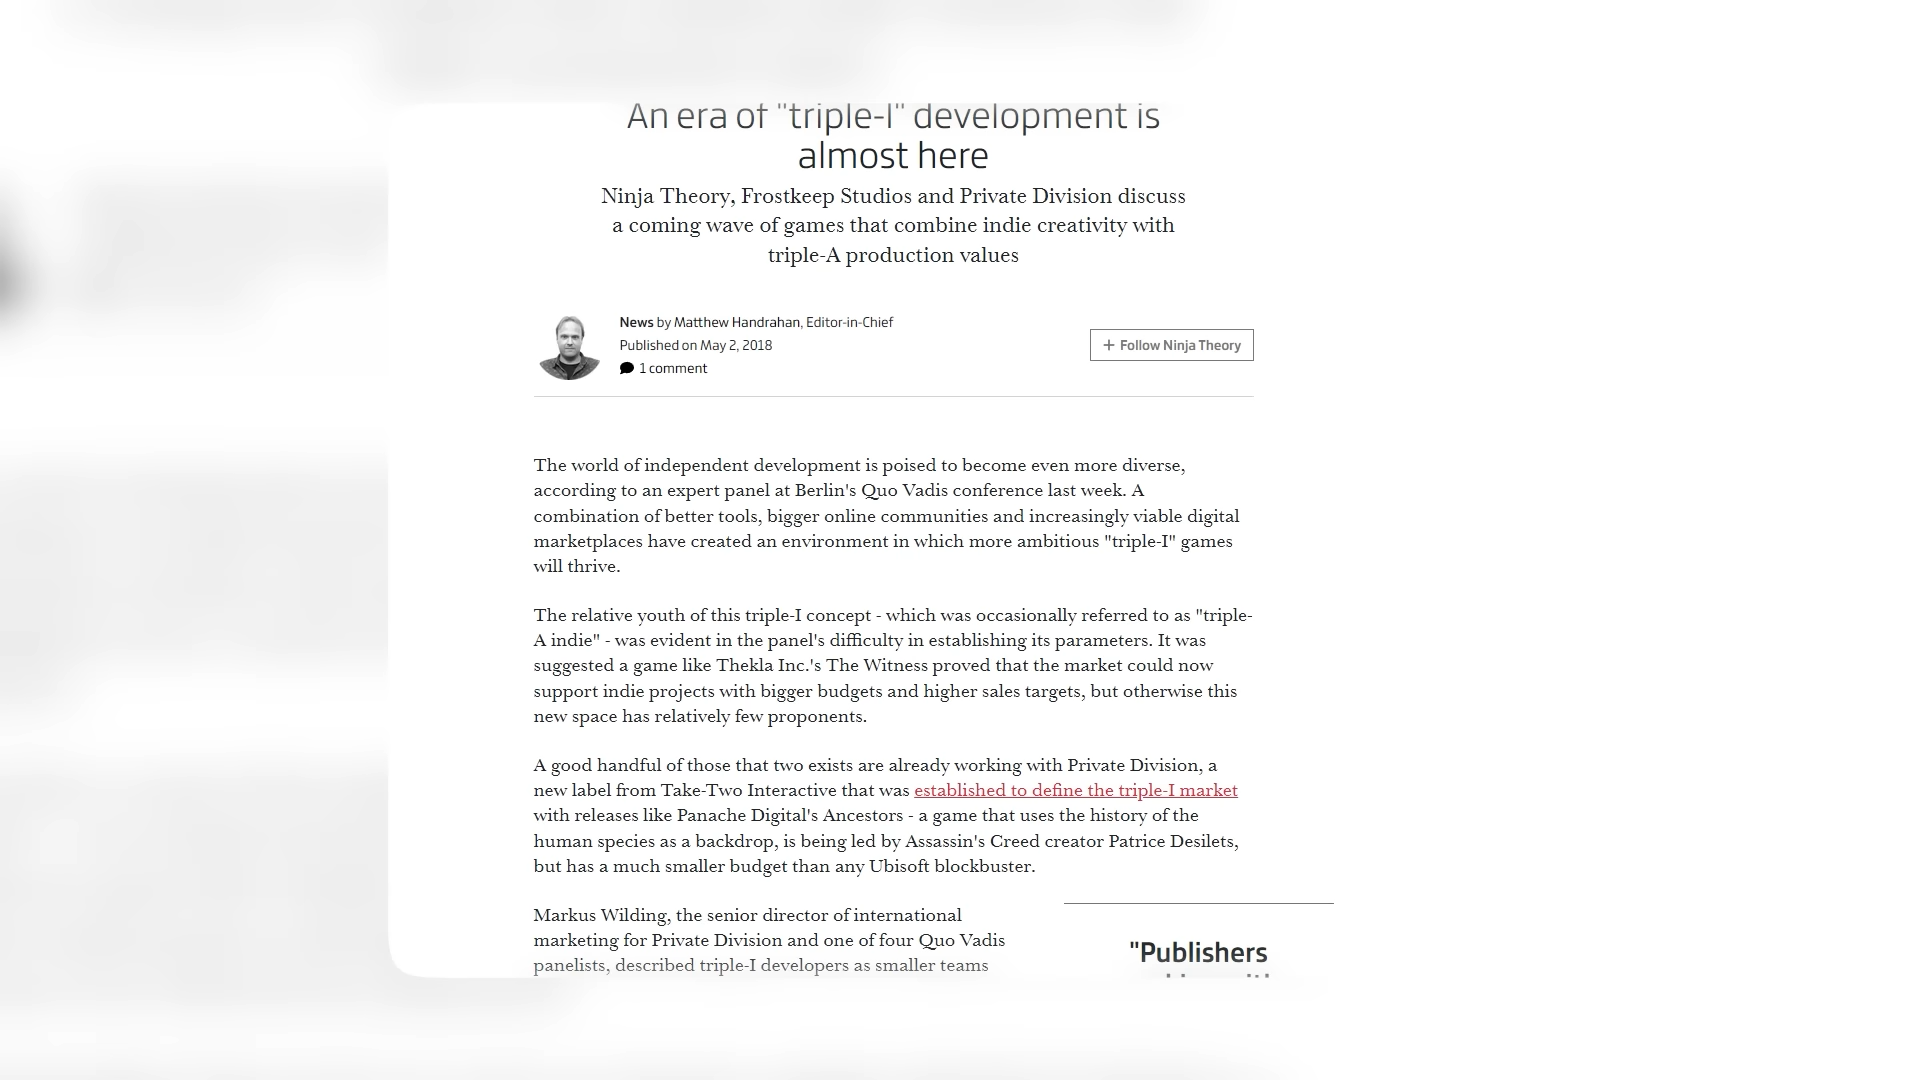 An era of "triple-I" development is
almost here
Ninja Theory, Frostkeep Studios and Private Division discuss
a coming wave of games that combine indie creativity with
triple-A production values
News by Matthew Handrahan, Editor-in-Chief
Published on May 2, 2018
1 comment
+ Follow Ninja Theory
The world of independent development is poised to become even more diverse,
according to an expert panel at Berlin's Quo Vadis conference last week. A
combination of better tools, bigger online communities and increasingly viable digital
marketplaces have created an environment in which more ambitious "triple-I" games
will thrive.
The relative youth of this triple-I concept - which was occasionally referred to as "triple-
A indie" - was evident in the panel's difficulty in establishing its parameters. It was
suggested a game like Thekla Inc.'s The Witness proved that the market could now
support indie projects with bigger budgets and higher sales targets, but otherwise this
new space has relatively few proponents.
A good handful of those that two exists are already working with Private Division, a
new label from Take-Two Interactive that was established to define the triple-I market
with releases like Panache Digital's Ancestors - a game that uses the history of the
human species as a backdrop, is being led by Assassin's Creed creator Patrice Desilets,
but has a much smaller budget than any Ubisoft blockbuster.
Markus Wilding, the senior director of international
marketing for Private Division and one of four Quo Vadis
panelists, described triple-I developers as smaller teams
"Publishers